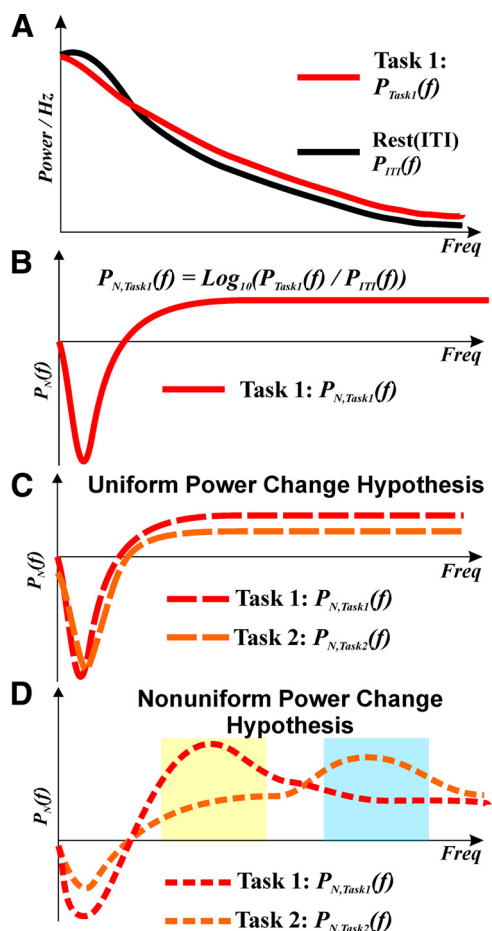 A
Power / Hz
Task 1:
P_Task1(f)
Rest(ITI)
P_ITI(f)
Freq
B
P_N,Task1(f) = Log_10(P_Task1(f) / P_ITI(f))
P_N(f)
Freq
Task 1: P_N,Task1(f)
C
Uniform Power Change Hypothesis
P_N(f)
Freq
Task 1: P_N,Task1(f)
Task 2: P_N,Task2(f)
D
Nonuniform Power Change
Hypothesis
P_N(f)
Freq
Task 1: P_N,Task1(f)
Task 2: P_N,Task2(f)